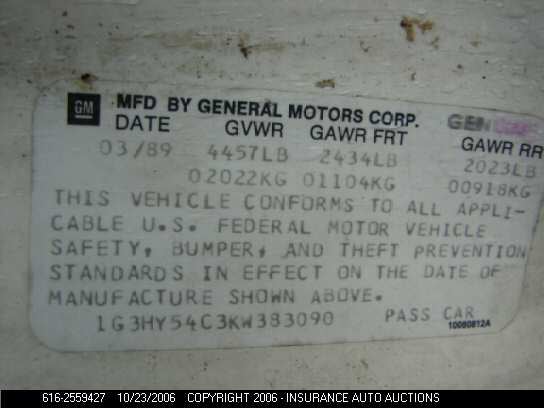 GM MFD BY GENERAL MOTORS CORP.
DATE GVWR GAWR FRT GAWR RR
03/89 4457LB 2434LB 2023LB
02022KG 01104KG 00918KG
THIS VEHICLE CONFORMS TO ALL APPLI-
CABLE U.S. FEDERAL MOTOR VEHICLE
SAFETY, BUMPER, AND THEFT PREVENTION
STANDARDS IN EFFECT ON THE DATE OF
MANUFACTURE SHOWN ABOVE.
1G3HY54C3KW383090 PASS CAR
10080812A
616-2559427 10/23/2006 COPYRIGHT 2006 - INSURANCE AUTO AUCTIONS